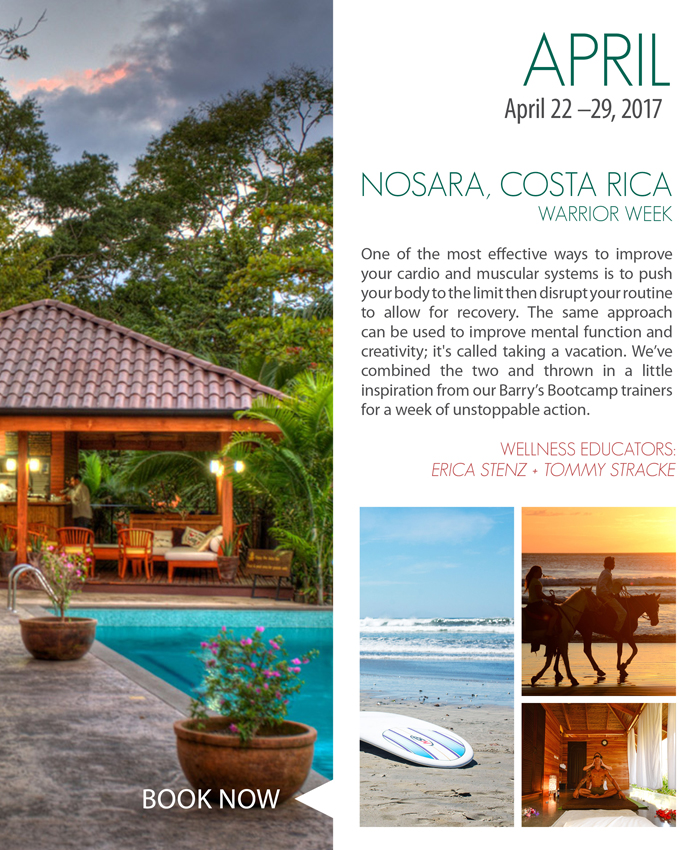 APRIL
April 22 –29, 2017
NOSARA, COSTA RICA
WARRIOR WEEK
One of the most effective ways to improve
your cardio and muscular systems is to push
your body to the limit then disrupt your routine
to allow for recovery. The same approach
can be used to improve mental function and
creativity; it's called taking a vacation. We’ve
combined the two and thrown in a little
inspiration from our Barry’s Bootcamp trainers
for a week of unstoppable action.
WELLNESS EDUCATORS:
ERICA STENZ + TOMMY STRACKE
BOOK NOW